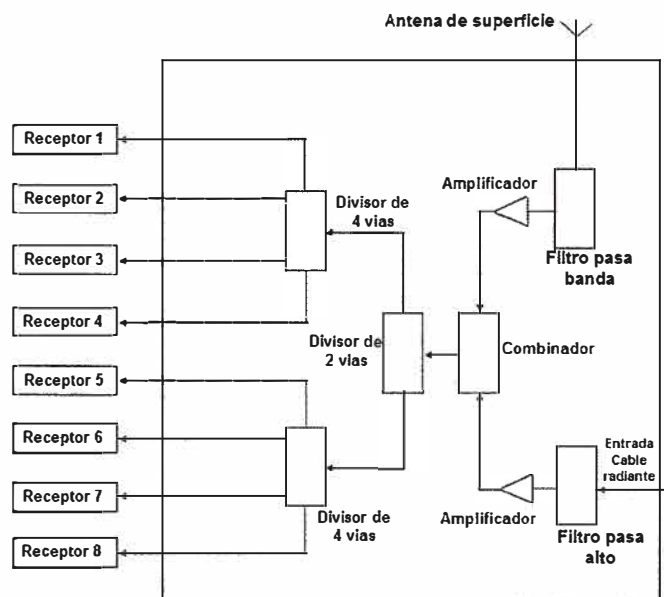 Antena de superficie
Receptor 1
Receptor 2
Receptor 3
Receptor 4
Receptor 5
Receptor 6
Receptor 7
Receptor 8
Divisor de
4 vias
Divisor de
2 vias
Divisor de
4 vias
Amplificador
Filtro pasa
banda
Combinador
Entrada
Cable
radiante
Amplificador
Filtro pasa
alto